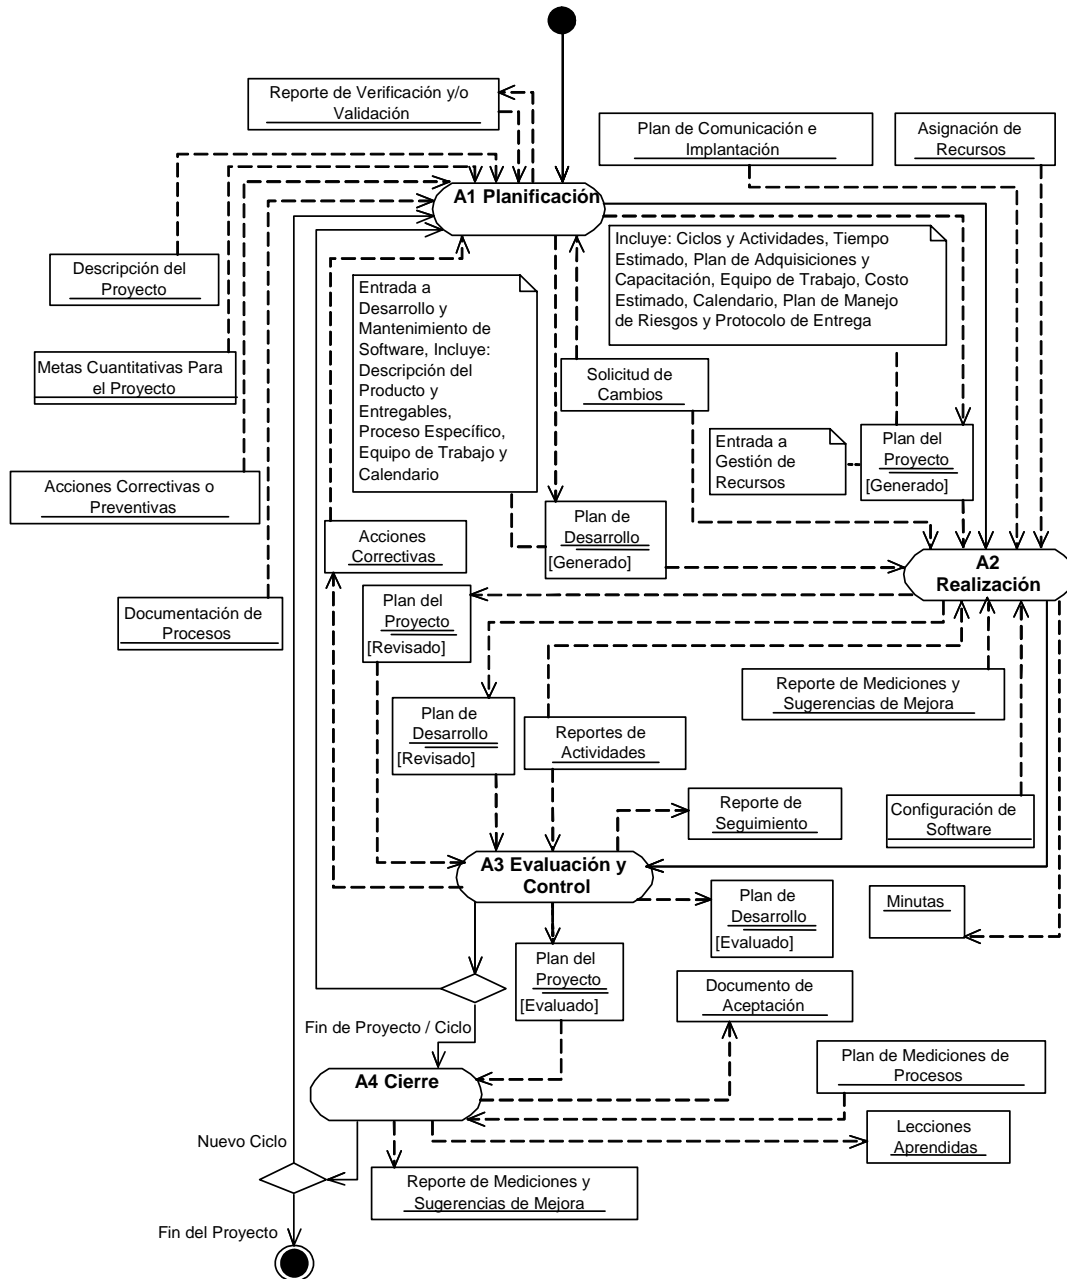 Reporte de Verificación y/o
Validación
Plan de Comunicación e
Implantación
Asignación de
Recursos
A1 Planificación
Descripción del
Proyecto
Metas Cuantitativas Para
el Proyecto
Acciones Correctivas o
Preventivas
Documentación de
Procesos
Entrada a
Desarrollo y
Mantenimiento de
Software, Incluye:
Descripción del
Producto y
Entregables,
Proceso Específico,
Equipo de Trabajo y
Calendario
Incluye: Ciclos y Actividades, Tiempo
Estimado, Plan de Adquisiciones y
Capacitación, Equipo de Trabajo, Costo
Estimado, Calendario, Plan de Manejo
de Riesgos y Protocolo de Entrega
Solicitud de
Cambios
Entrada a
Gestión de
Recursos
Plan del
Proyecto
[Generado]
Acciones
Correctivas
Plan de
Desarrollo
[Generado]
A2
Realización
Plan del
Proyecto
[Revisado]
Plan de
Desarrollo
[Revisado]
Reportes de
Actividades
Reporte de Mediciones y
Sugerencias de Mejora
Reporte de
Seguimiento
Configuración de
Software
A3 Evaluación y
Control
Plan de
Desarrollo
[Evaluado]
Minutas
Plan del
Proyecto
[Evaluado]
Documento de
Aceptación
Fin de Proyecto / Ciclo
A4 Cierre
Plan de Mediciones de
Procesos
Lecciones
Aprendidas
Nuevo Ciclo
Reporte de Mediciones y
Sugerencias de Mejora
Fin del Proyecto